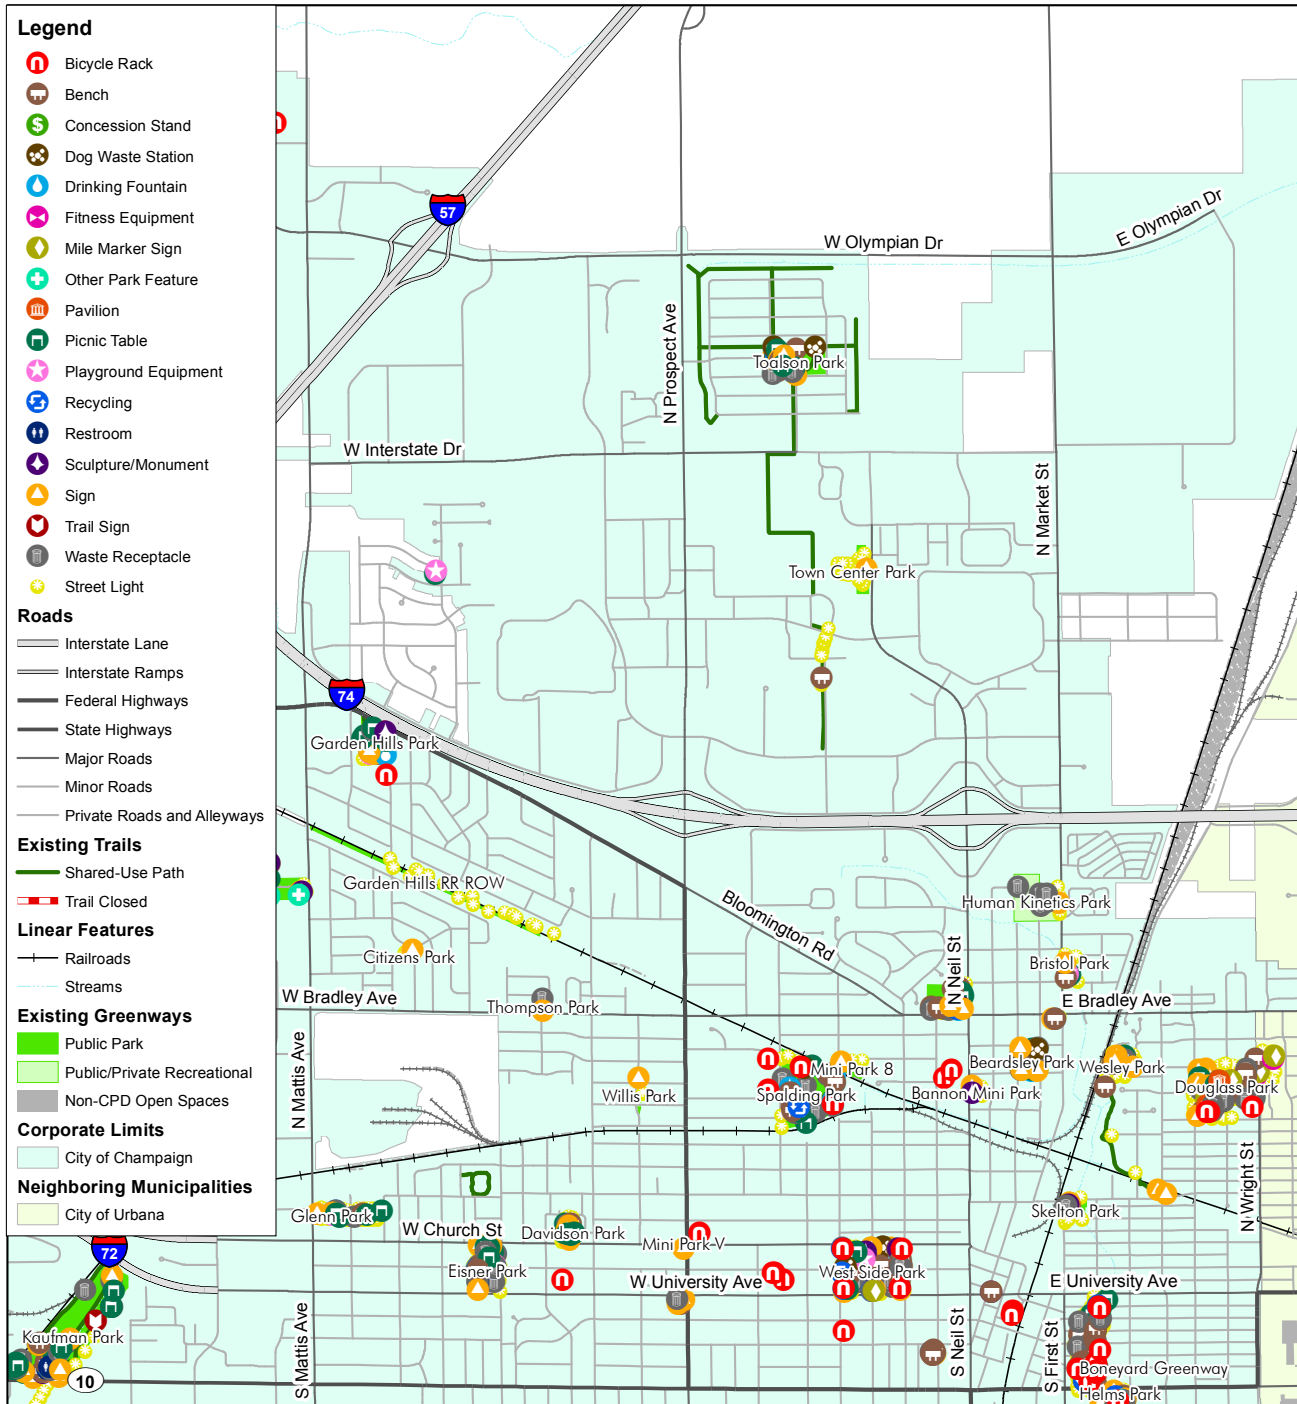 Legend
Bicycle Rack
Bench
Concession Stand
Dog Waste Station
Drinking Fountain
Fitness Equipment
Mile Marker Sign
Other Park Feature
Pavilion
Picnic Table
Playground Equipment
Recycling
Restroom
Sculpture/Monument
Sign
Trail Sign
Waste Receptacle
Street Light
Roads
Interstate Lane
Interstate Ramps
Federal Highways
State Highways
Major Roads
Minor Roads
Private Roads and Alleyways
Existing Trails
Shared-Use Path
Trail Closed
Linear Features
Railroads
Streams
Existing Greenways
Public Park
Public/Private Recreational
Non-CPD Open Spaces
Corporate Limits
City of Champaign
Neighboring Municipalities
City of Urbana
57
W Olympian Dr
E Olympian Dr
N Prospect Ave
Toalson Park
W Interstate Dr
N Market St
Town Center Park
74
Garden Hills Park
Garden Hills RR ROW
Bloomington Rd
Human Kinetics Park
Citizens Park
N Neil St
Bristol Park
W Bradley Ave
Thompson Park
E Bradley Ave
N Mattis Ave
Mini Park 8
Beardsley Park
Wesley Park
Willis Park
Spalding Park
Bannon Mini Park
Douglass Park
N Wright St
Glenn Park
W Church St
Davidson Park
Mini Park V
Skelton Park
72
Eisner Park
W University Ave
West Side Park
E University Ave
Kaufman Park
S Mattis Ave
S Neil St
S First St
10
Boneyard Greenway
Helms Park